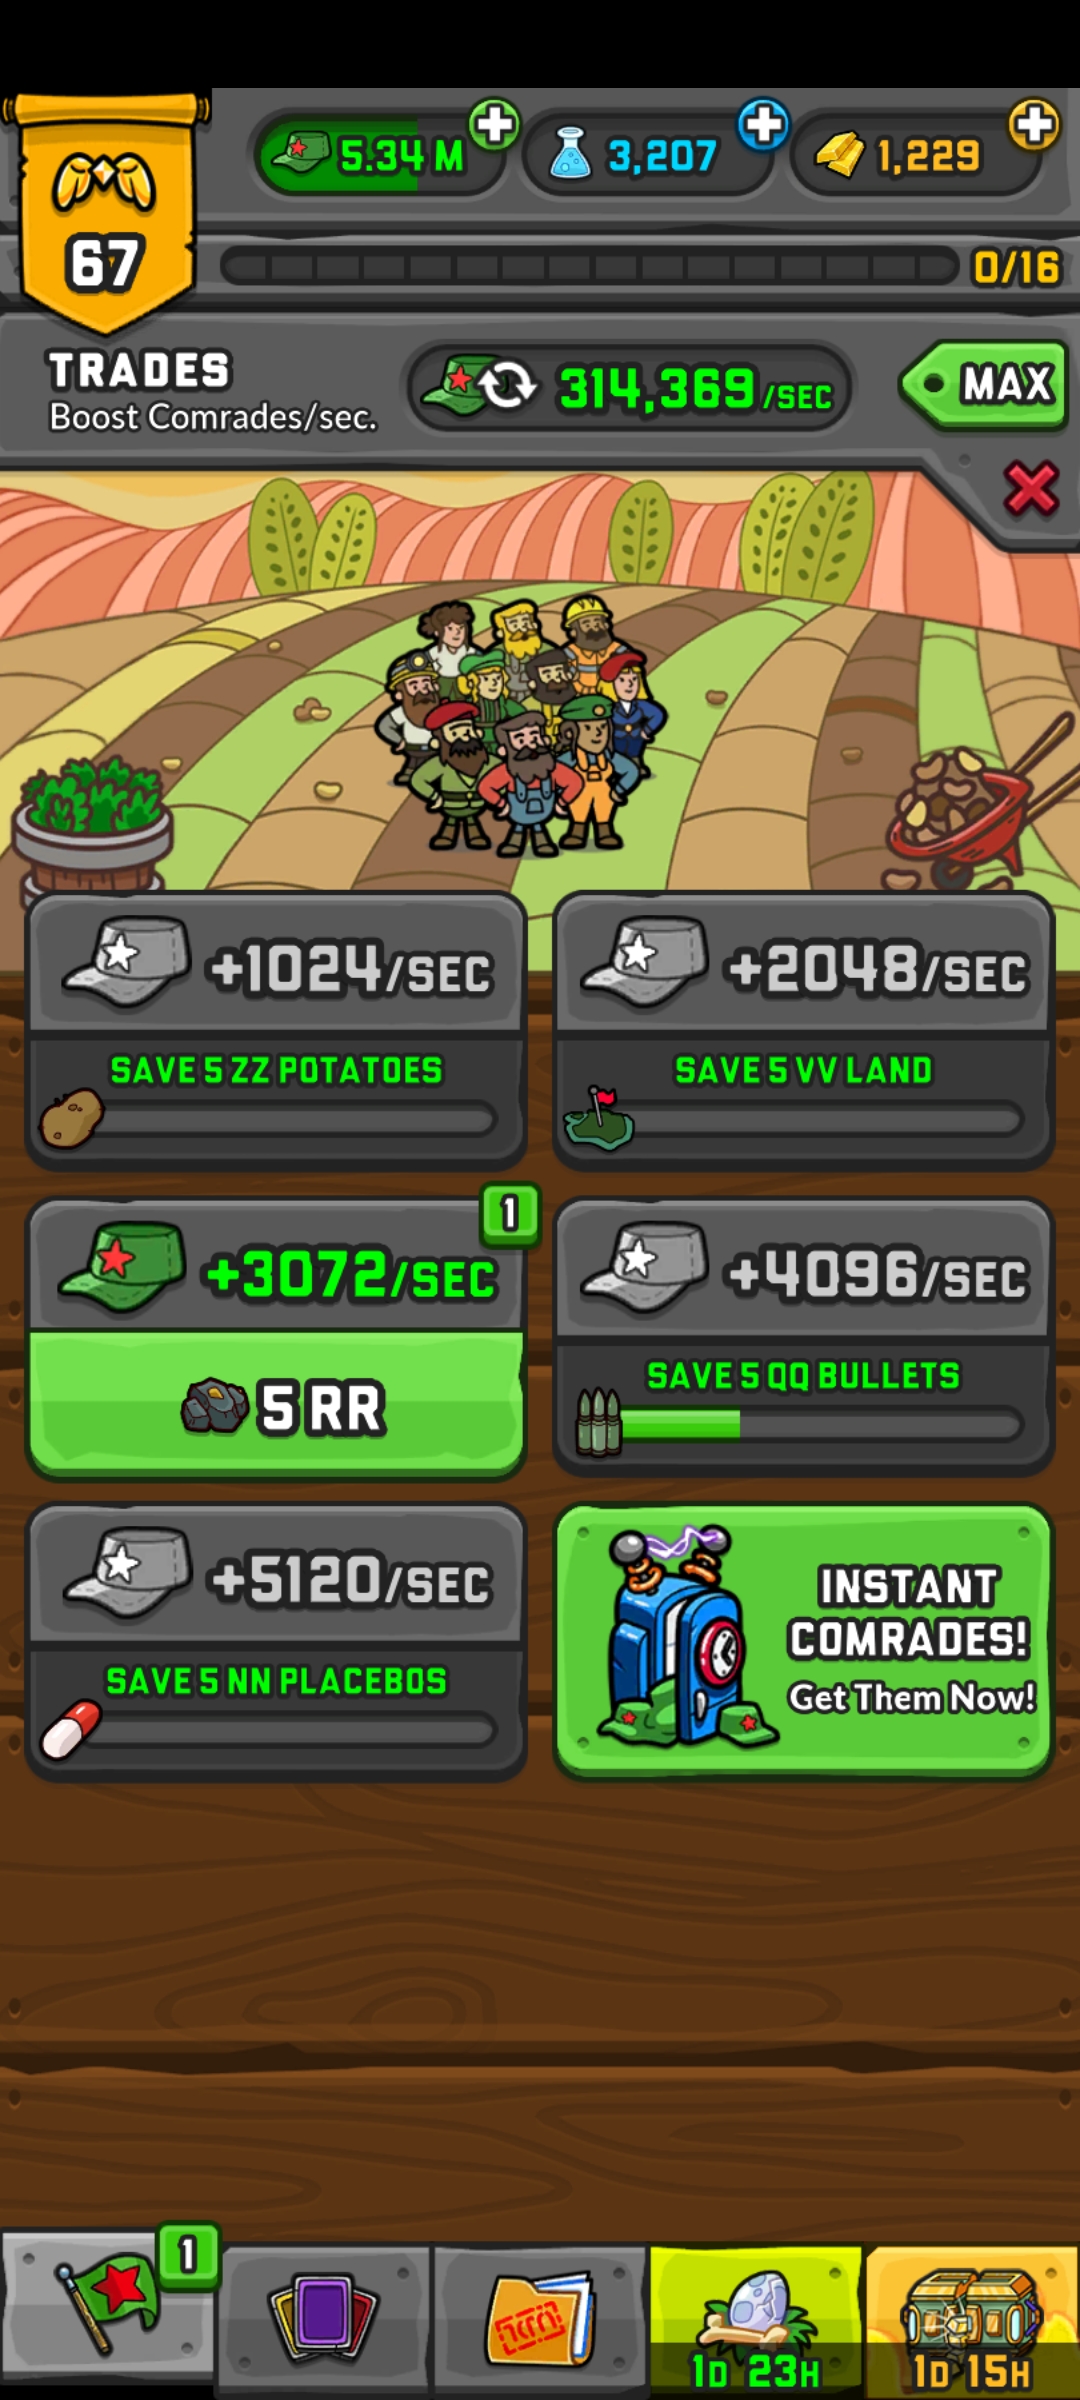 5.34 M
3,207
1,229
67
0/16
TRADES
Boost Comrades/sec.
314,369/SEC
MAX
+1024/SEC
SAVE 5 ZZ POTATOES
+2048/SEC
SAVE 5 VV LAND
1
+3072/SEC
5 RR
+4096/SEC
SAVE 5 QQ BULLETS
+5120/SEC
SAVE 5 NN PLACEBOS
INSTANT
COMRADES!
Get Them Now!
1
1D 23H
1D 15H